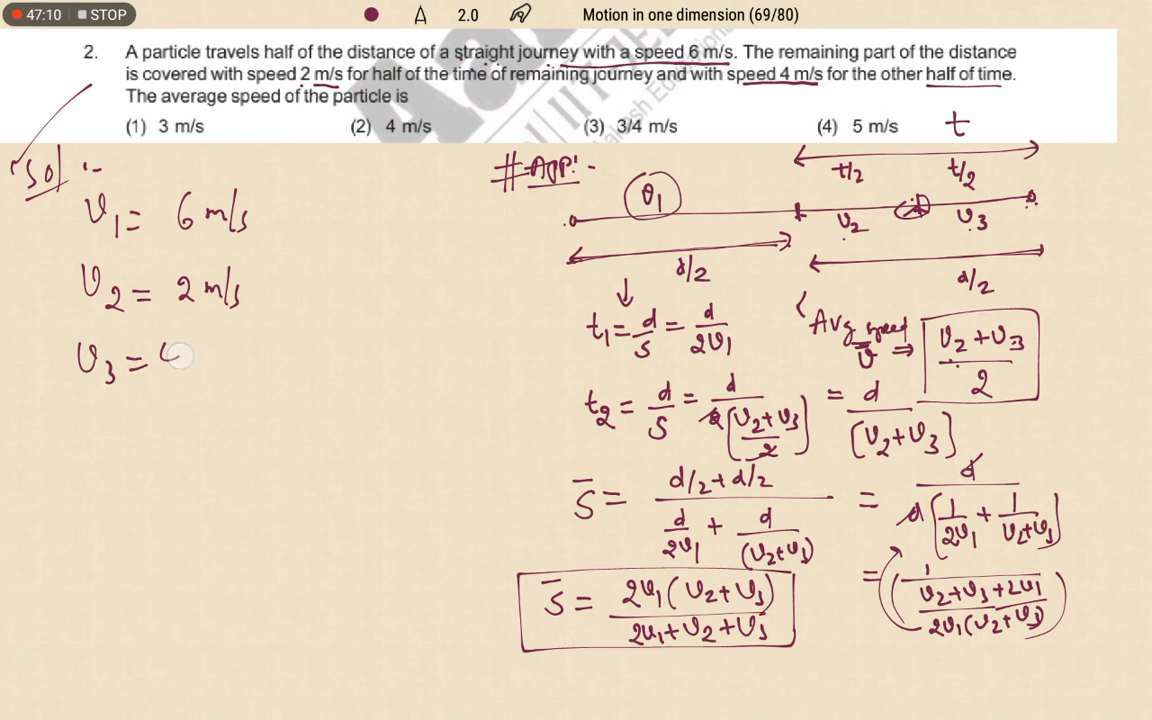 47:10 STOP 2.0 Motion in one dimension (69/80)
2. A particle travels half of the distance of a straight journey with a speed 6 m/s. The remaining part of the distance
is covered with speed 2 m/s for half of the time of remaining journey and with speed 4 m/s for the other half of time.
The average speed of the particle is
(1) 3 m/s (2) 4 m/s (3) 3/4 m/s (4) 5 m/s
t
Sol :-
#App: -
t/2 t/2
v1 = 6 m/s
v1 v2 v3
d/2 d/2
v2 = 2 m/s
t1 = d/s = d/2v1
Avg speed v ⇒ v2+v3/2
v3 =
t2 = d/s = d/2(v2+v3/2) = d/(v2+v3)
s̄ = d/2+d/2 / d/2v1 + d/(v2+v3) = d/d(1/2v1 + 1/v2+v3)
s̄ = 2v1(v2+v3)/2v1+v2+v3
= (1/v2+v3+2v1/2v1(v2+v3))